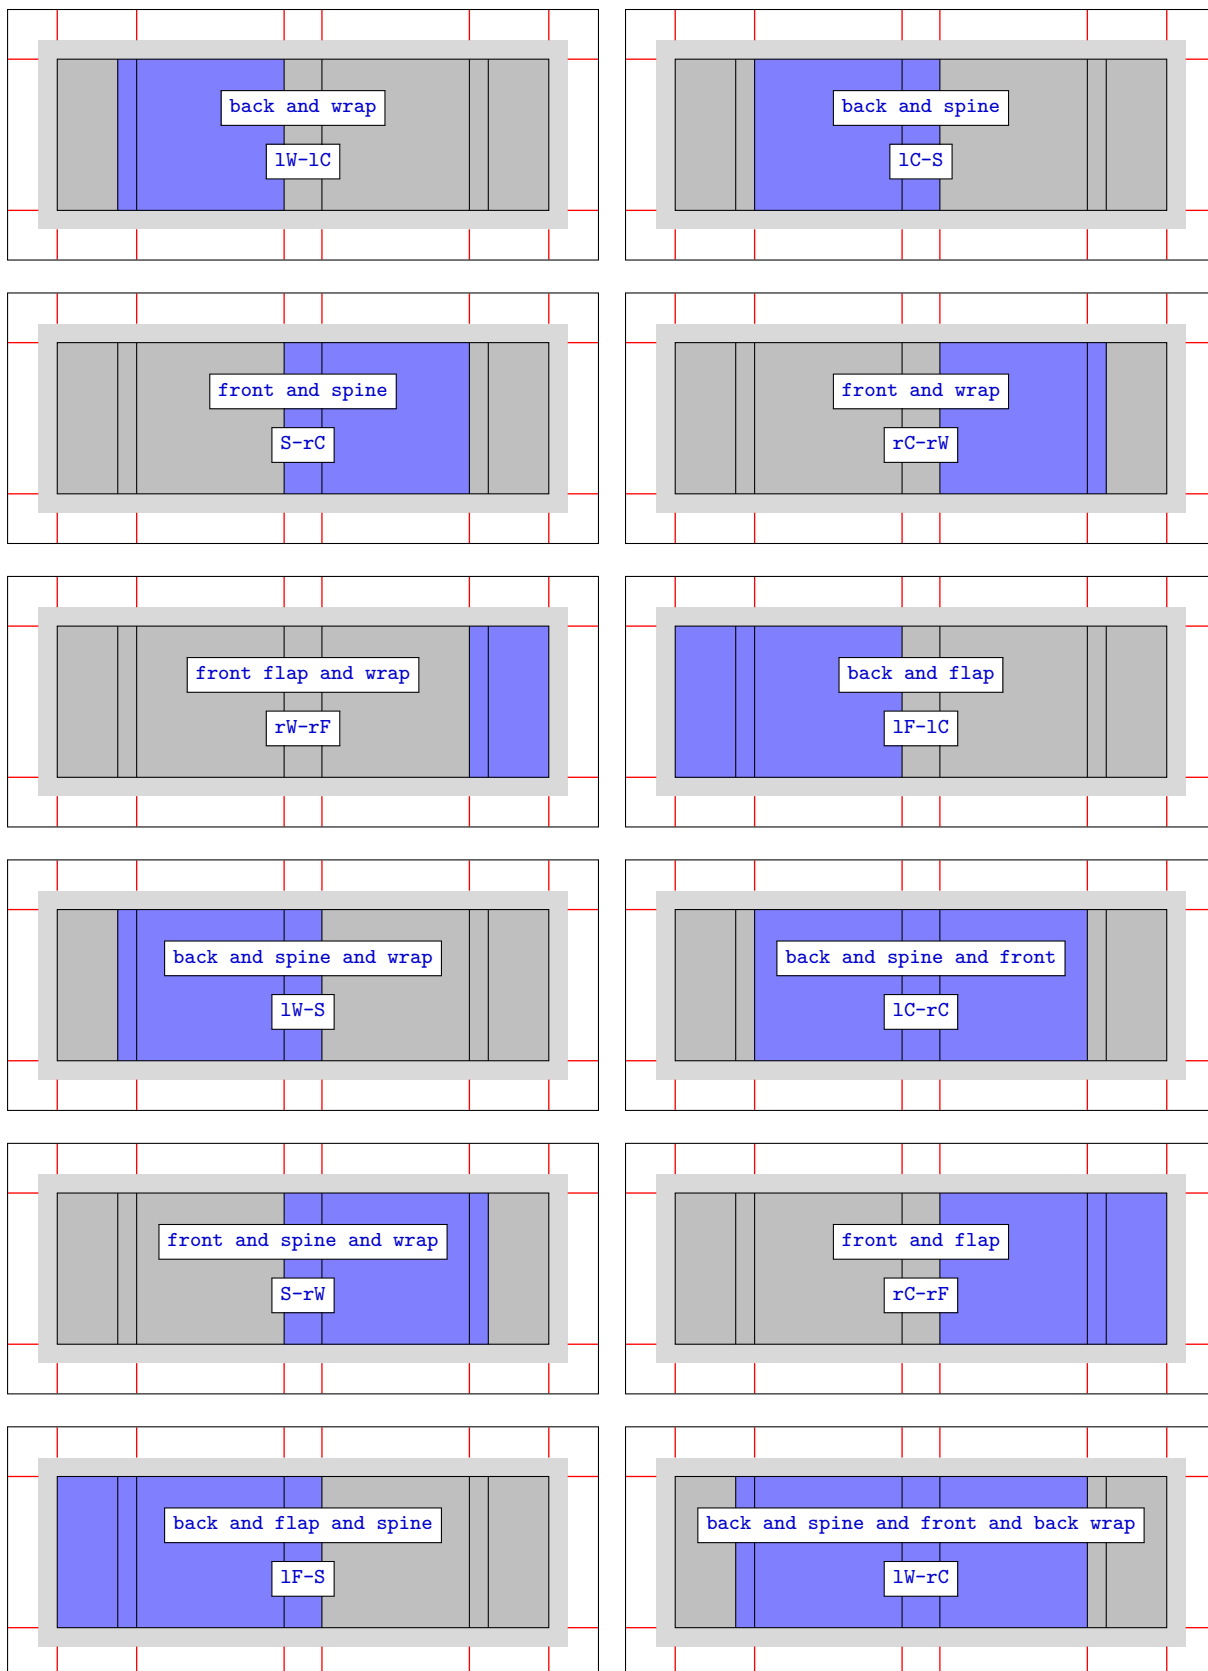 back and wrap
lW-lC
back and spine
lC-S
front and spine
S-rC
front and wrap
rC-rW
front flap and wrap
rW-rF
back and flap
lF-lC
back and spine and wrap
lW-S
back and spine and front
lC-rC
front and spine and wrap
S-rW
front and flap
rC-rF
back and flap and spine
lF-S
back and spine and front and back wrap
lW-rC